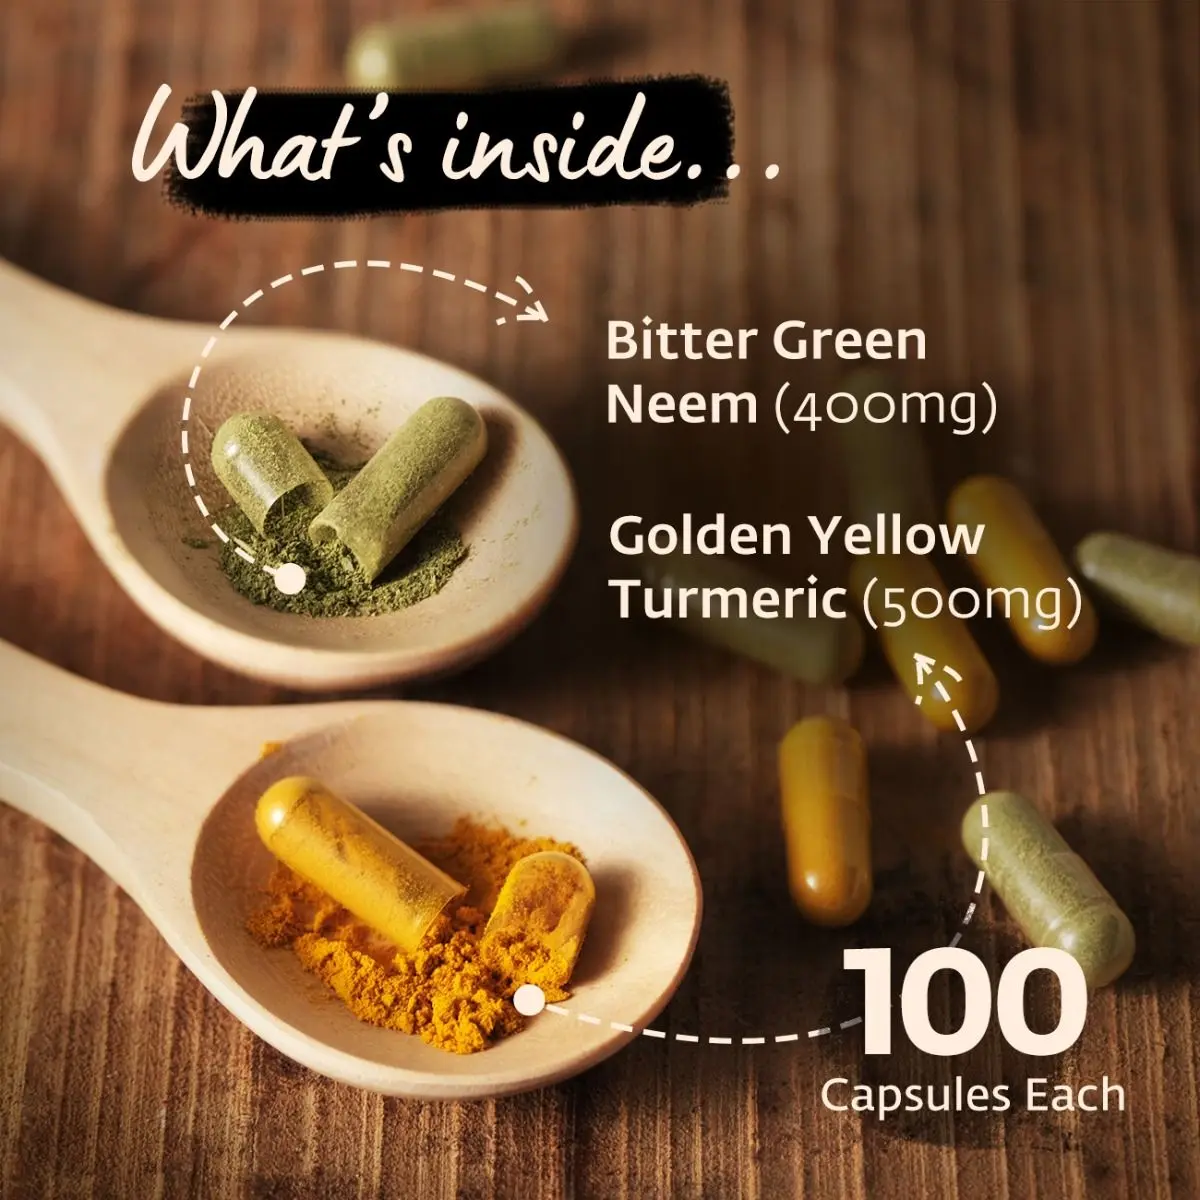 What's inside...
Bitter Green
Neem (400mg)
Golden Yellow
Turmeric (500mg)
100
Capsules Each